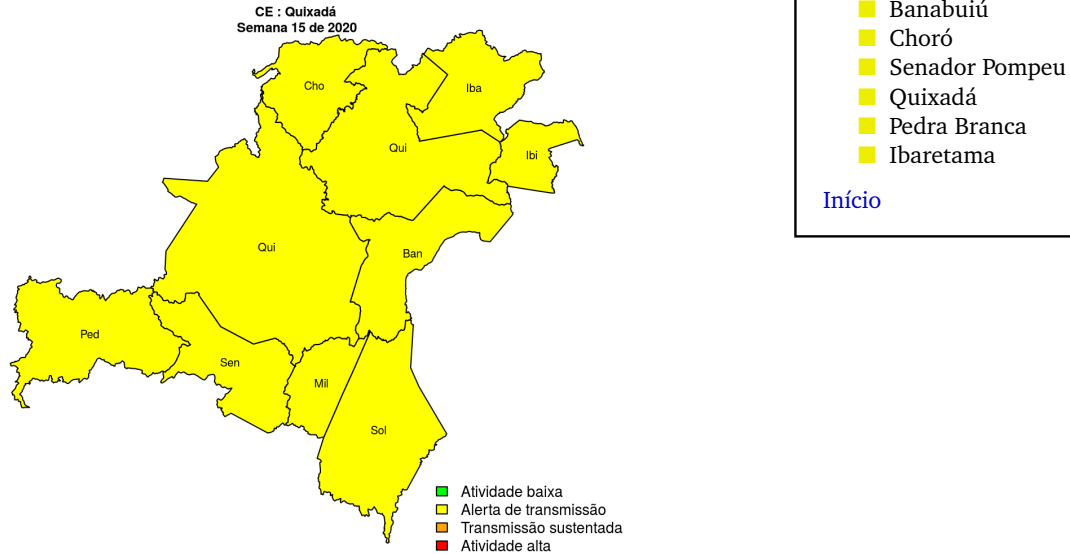 CE : Quixadá
Semana 15 de 2020
Cho
Iba
Qui
Ibi
Qui
Ban
Ped
Sen
Mil
Sol
Atividade baixa
Alerta de transmissão
Transmissão sustentada
Atividade alta
Banabuiú
Choró
Senador Pompeu
Quixadá
Pedra Branca
Ibaretama
Início